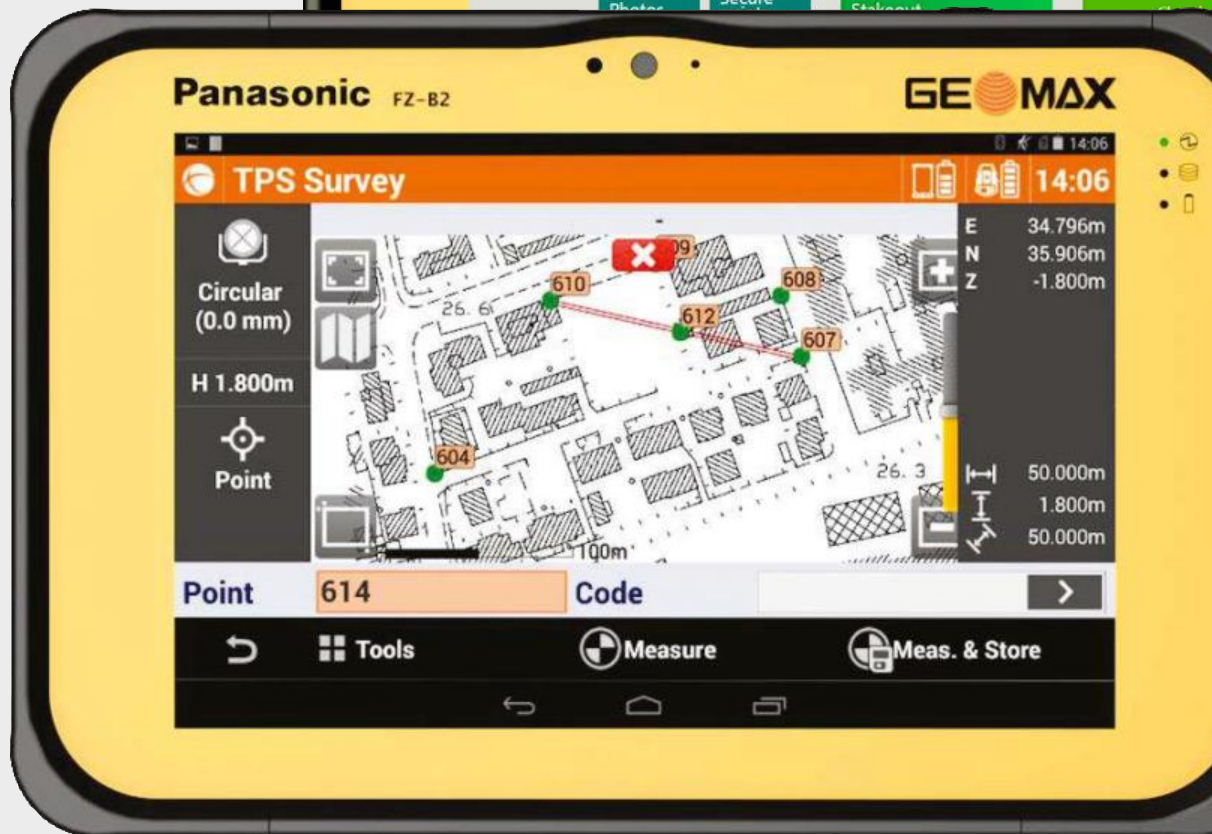 Photos
Secure
Stakeout
Panasonic FZ-B2
GEOMAX
14:06
TPS Survey
14:06
Circular
(0.0 mm)
H 1.800m
Point
26.6
610
09
608
612
607
604
26.3
100m
E 34.796m
N 35.906m
Z -1.800m
50.000m
1.800m
50.000m
Point 614 Code
Tools Measure Meas. & Store